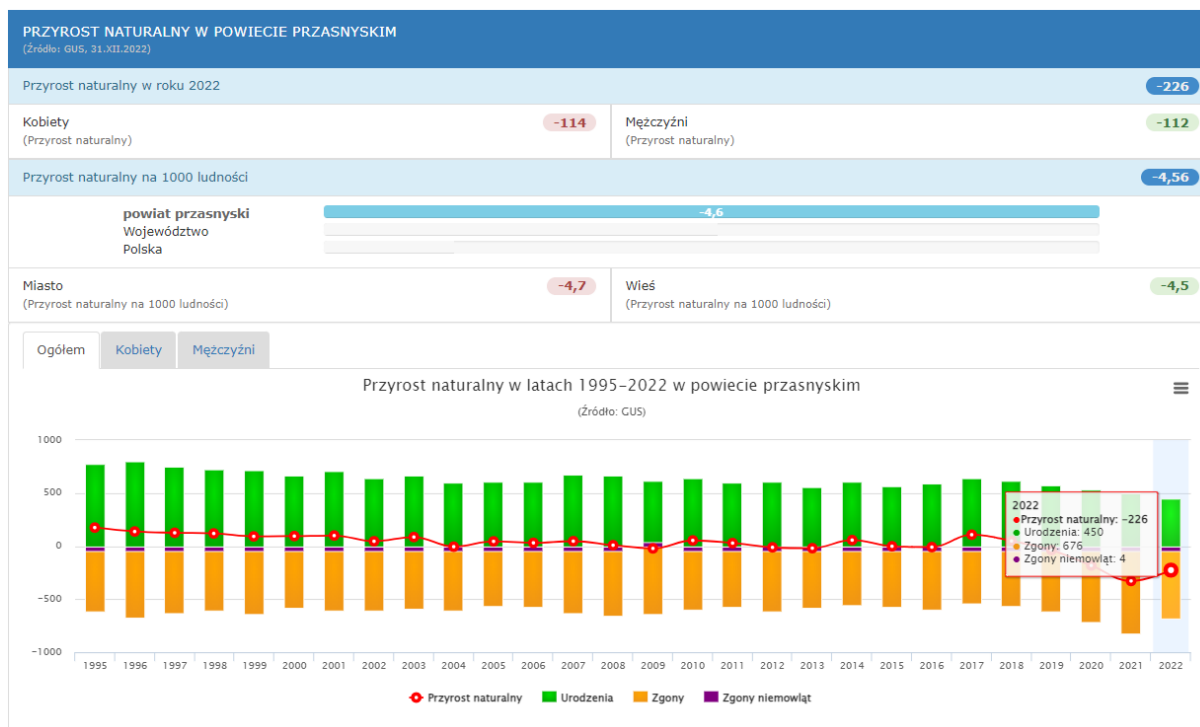 PRZYROST NATURALNY W POWIECIE PRZASNYSKIM
(Źródło: GUS, 31.XII.2022)
Przyrost naturalny w roku 2022 -226
Kobiety -114 Mężczyźni -112
(Przyrost naturalny) (Przyrost naturalny)
Przyrost naturalny na 1000 ludności -4,56
powiat przasnyski -4,6
Województwo
Polska
Miasto -4,7 Wieś -4,5
(Przyrost naturalny na 1000 ludności) (Przyrost naturalny na 1000 ludności)
Ogółem Kobiety Mężczyźni
Przyrost naturalny w latach 1995-2022 w powiecie przasnyskim
(Źródło: GUS)
1000
500
0
-500
-1000
2022
Przyrost naturalny: -226
Urodzenia: 450
Zgony: 676
Zgony niemowląt: 4
1995 1996 1997 1998 1999 2000 2001 2002 2003 2004 2005 2006 2007 2008 2009 2010 2011 2012 2013 2014 2015 2016 2017 2018 2019 2020 2021 2022
Przyrost naturalny Urodzenia Zgony Zgony niemowląt